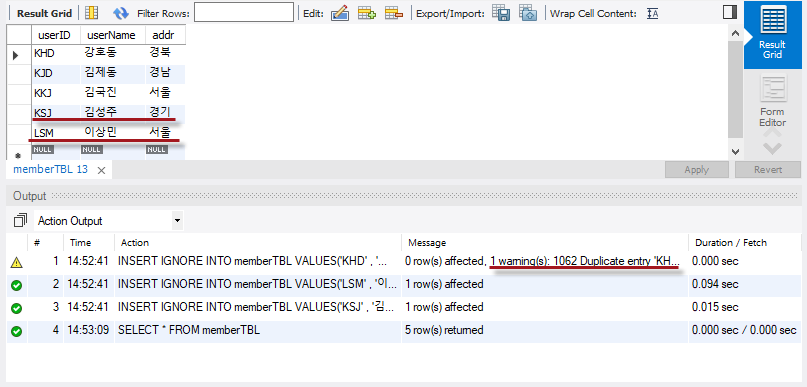 Result Grid Filter Rows: Edit: Export/Import: Wrap Cell Content: IA
userID userName addr
KHD 강호동 경북
KJD 김제동 경남
KKJ 김국진 서울
KSJ 김성주 경기
LSM 이상민 서울
NULL NULL NULL
Result Grid
Form Editor
memberTBL 13 Apply Revert
Output
Action Output
# Time Action Message Duration / Fetch
1 14:52:41 INSERT IGNORE INTO memberTBL VALUES('KHD' , '... 0 row(s) affected, 1 warning(s): 1062 Duplicate entry 'KH... 0.000 sec
2 14:52:41 INSERT IGNORE INTO memberTBL VALUES('LSM' , '이... 1 row(s) affected 0.094 sec
3 14:52:41 INSERT IGNORE INTO memberTBL VALUES('KSJ' , '김... 1 row(s) affected 0.015 sec
4 14:53:09 SELECT * FROM memberTBL 5 row(s) returned 0.000 sec / 0.000 sec